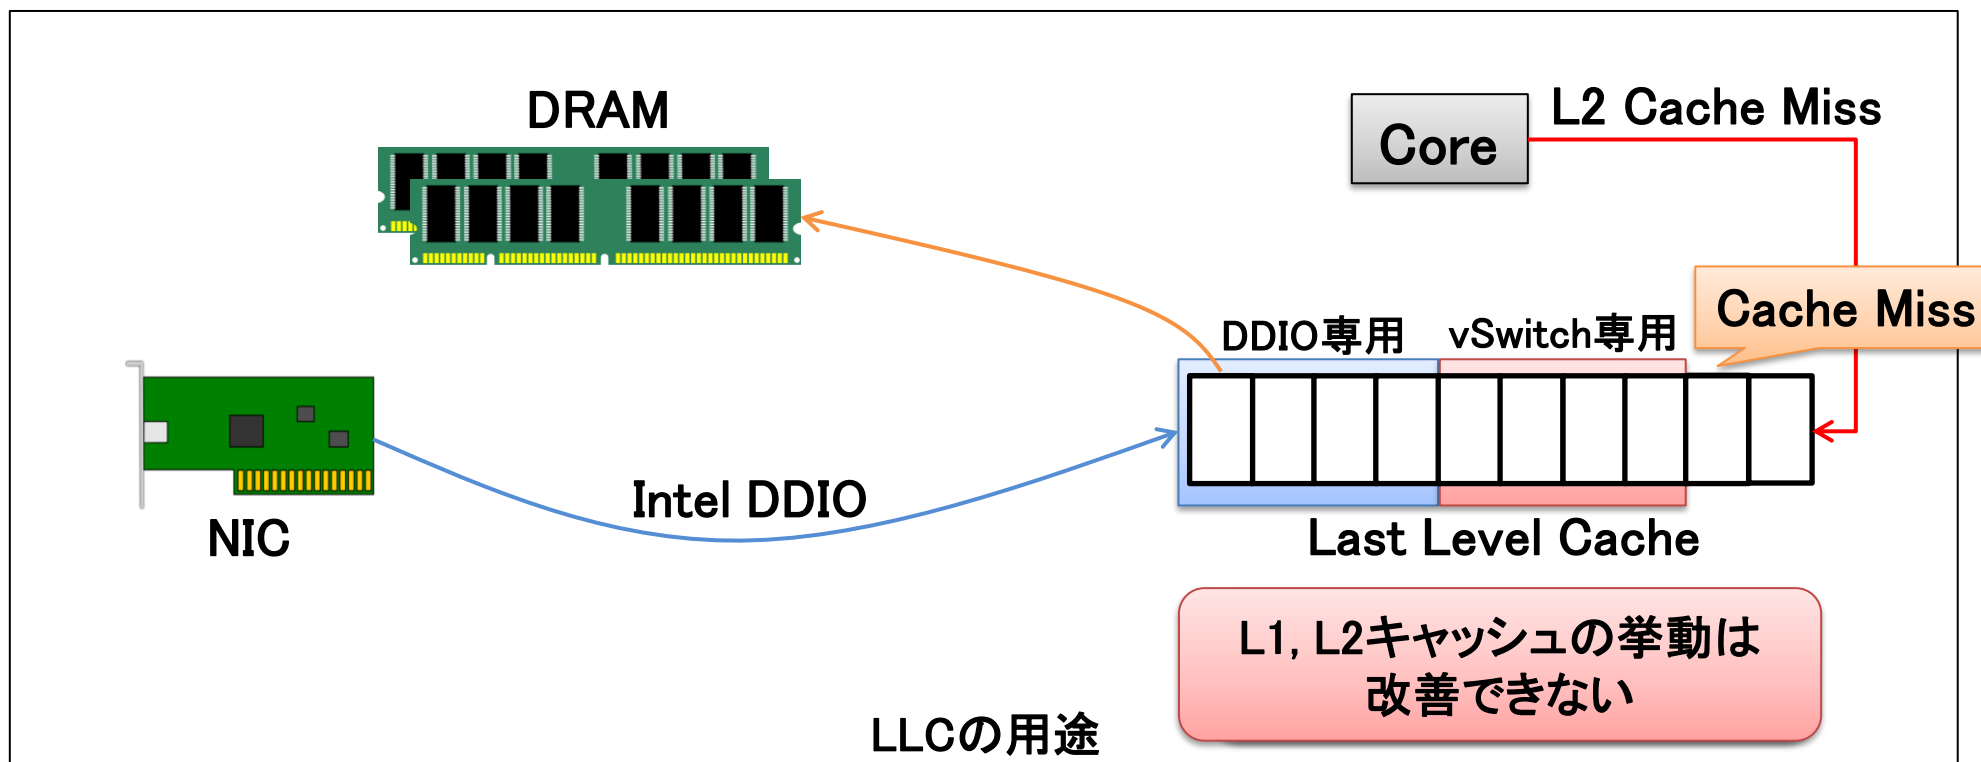 DRAM
L2 Cache Miss
Core
Cache Miss
DDIO専用
vSwitch専用
Intel DDIO
NIC
Last Level Cache
L1, L2キャッシュの挙動は
改善できない
LLCの用途